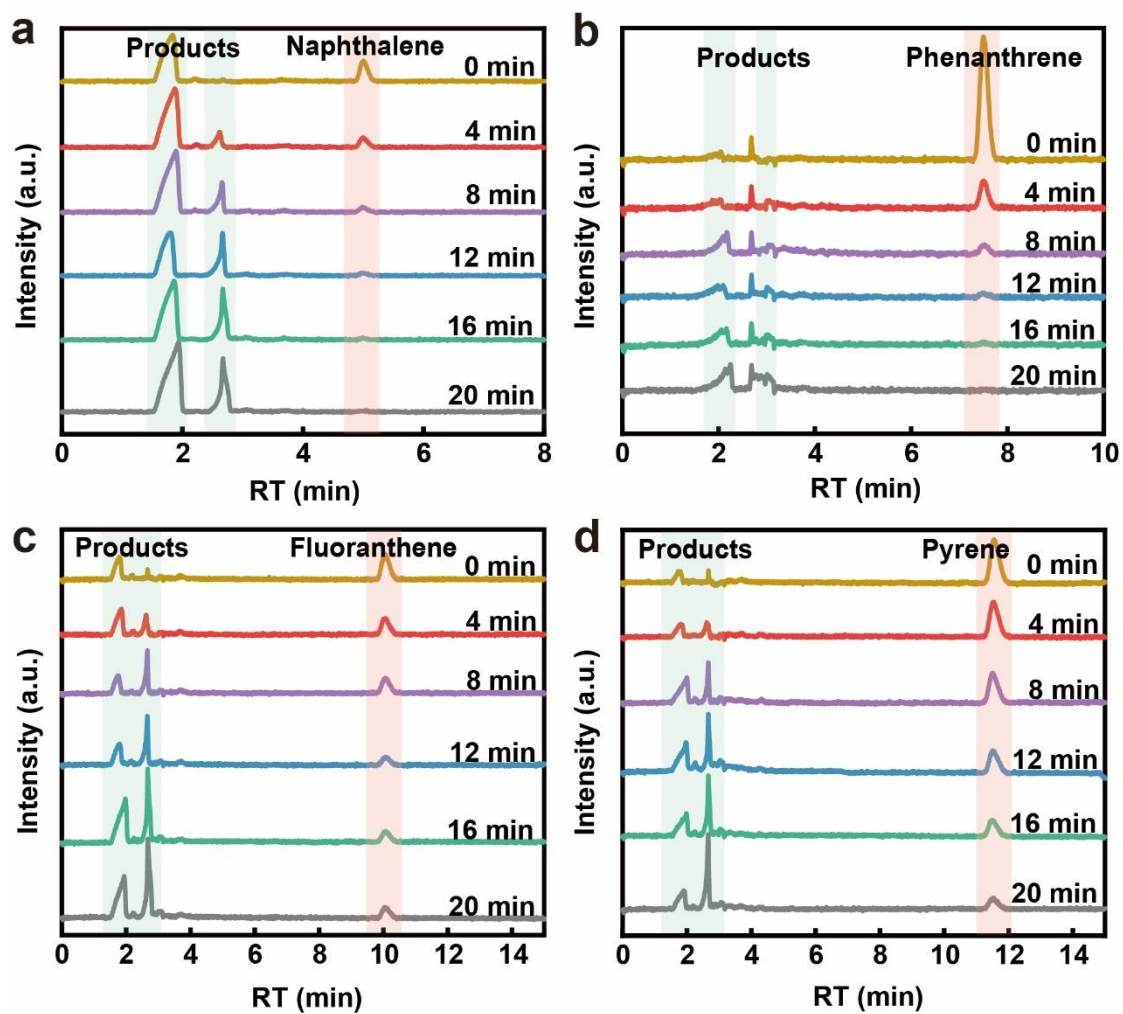 a
Products
Naphthalene
0 min
4 min
8 min
12 min
16 min
20 min
Intensity (a.u.)
0 2 4 6 8
RT (min)
b
Products
Phenanthrene
0 min
4 min
8 min
12 min
16 min
20 min
Intensity (a.u.)
0 2 4 6 8 10
RT (min)
c
Products
Fluoranthene
0 min
4 min
8 min
12 min
16 min
20 min
Intensity (a.u.)
0 2 4 6 8 10 12 14
RT (min)
d
Products
Pyrene
0 min
4 min
8 min
12 min
16 min
20 min
Intensity (a.u.)
0 2 4 6 8 10 12 14
RT (min)